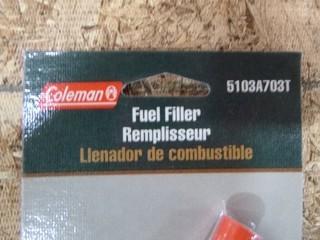 Coleman
5103A703T
Fuel Filler
Remplisseur
Llenador de combustible